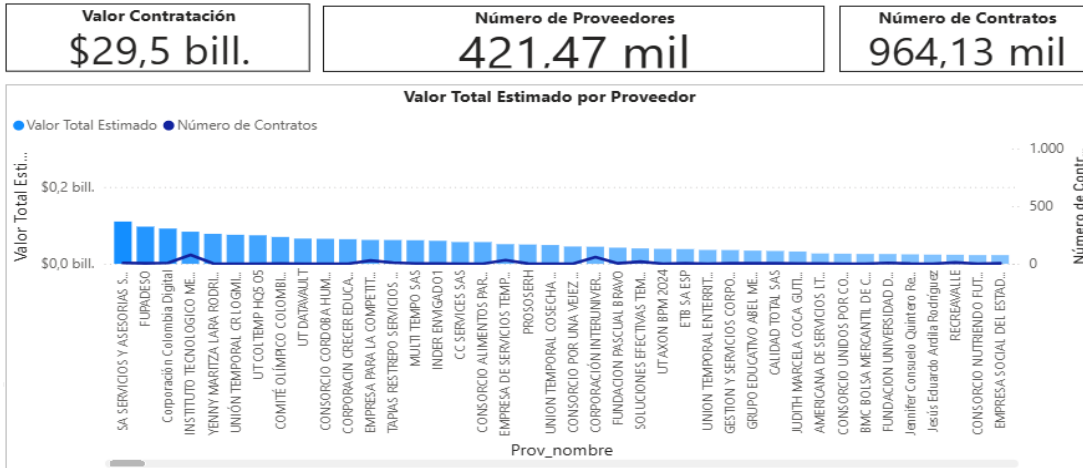 Valor Contratación
$29,5 bill.
Número de Proveedores
421,47 mil
Número de Contratos
964,13 mil
Valor Total Estimado por Proveedor
Valor Total Estimado
Número de Contratos
Valor Total Esti...
$0,2 bill.
$0,0 bill.
1.000
500
0
Número de Contr...
SA SERVICIOS Y ASESORIAS S...
FUPADESO
Corporación Colombia Digital
INSTITUTO TECNOLOGICO ME...
YENNY MARITZA LARA RODRI...
UNIÓN TEMPORAL CR LOGMI...
UT COLTEMP HQ5 05
COMITÉ OLÍMPICO COLOMBI...
UT DATAVAULT
CONSORCIO CORDOBA HUM...
CORPORACIN CRECER EDUCA...
EMPRESA PARA LA COMPETIT...
TAPIAS RESTREPO SERVICIOS ...
MULTI TEMPO SAS
INDER ENVIGADO1
CC SERVICES SAS
CONSORCIO ALIMENTOS PAR...
EMPRESA DE SERVICIOS TEMP...
PROSOSERH
UNION TEMPORAL COSECHA ...
CONSORCIO POR UNA VEJEZ ...
CORPORACIÓN INTERUNIVER...
FUNDACION PASCUAL BRAVO
SOLUCIONES EFECTIVAS TEM...
UT AXON BPM 2024
ETB SA ESP
UNION TEMPORAL ENTERRIT...
GESTION Y SERVICIOS CORPO...
GRUPO EDUCATIVO ABEL ME...
CALIDAD TOTAL SAS
JUDITH MARCELA COCA GUTI...
AMERICANA DE SERVICIOS LT...
CONSORCIO UNIDOS POR CO...
BMC BOLSA MERCANTIL DE C...
FUNDACION UNIVERSIDAD D...
Jennifer Consuelo Quintero Re...
Jesús Eduardo Ardila Rodríguez
RECREAVALLE
CONSORCIO NUTRIENDO FUT...
EMPRESA SOCIAL DEL ESTAD...
Prov_nombre